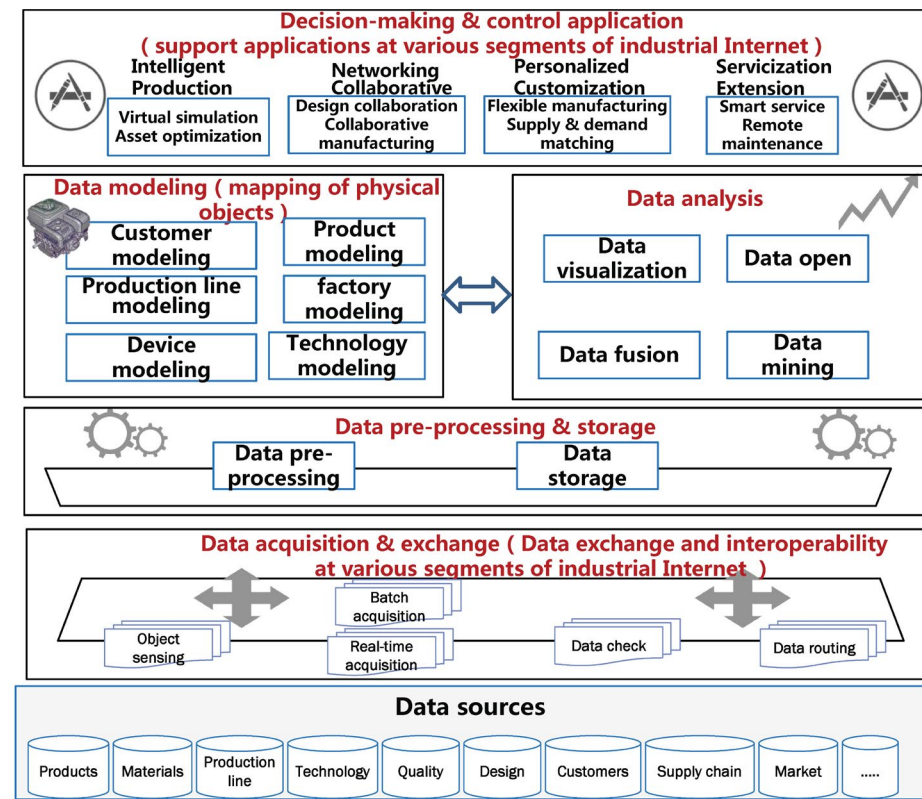 Decision-making & control application
( support applications at various segments of industrial Internet )
Intelligent
Production
Networking
Collaborative
Personalized
Customization
Servicization
Extension
Virtual simulation
Asset optimization
Design collaboration
Collaborative
manufacturing
Flexible manufacturing
Supply & demand
matching
Smart service
Remote
maintenance
Data modeling ( mapping of physical
objects )
Customer
modeling
Product
modeling
Production line
modeling
factory
modeling
Device
modeling
Technology
modeling
Data analysis
Data
visualization
Data open
Data fusion
Data
mining
Data pre-processing & storage
Data pre-
processing
Data
storage
Data acquisition & exchange ( Data exchange and interoperability
at various segments of industrial Internet )
Batch
acquisition
Object
sensing
Real-time
acquisition
Data check
Data routing
Data sources
Products
Materials
Production
line
Technology
Quality
Design
Customers
Supply chain
Market
.....